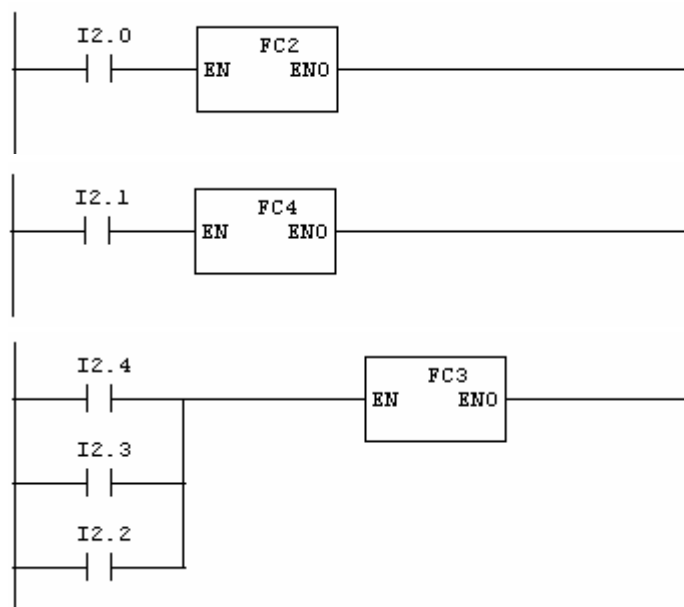 I2.0
FC2
EN ENO
I2.1
FC4
EN ENO
I2.4
FC3
EN ENO
I2.3
I2.2